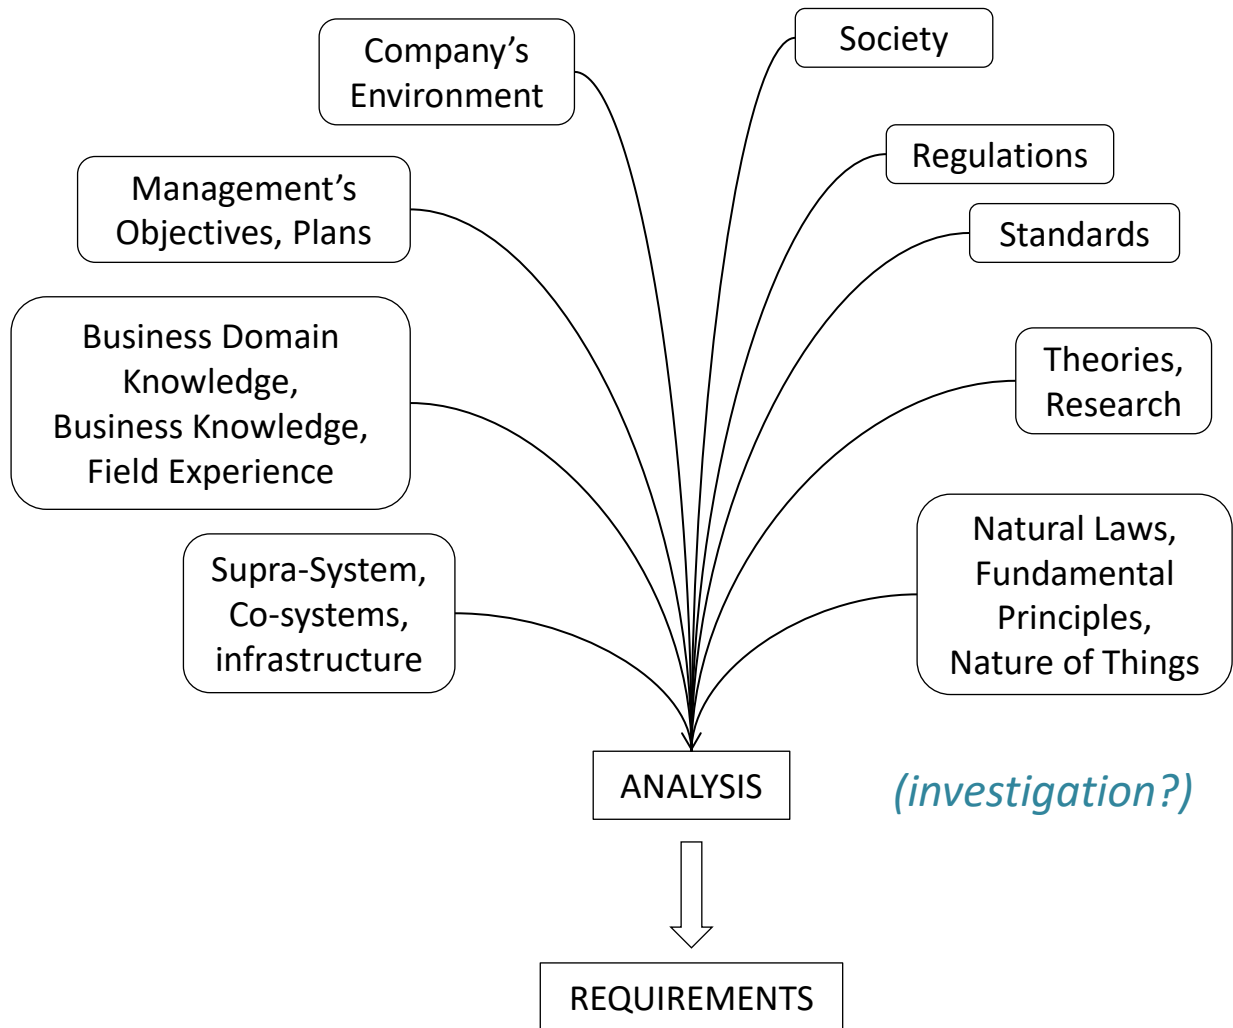 Company’s
Environment
Society
Regulations
Management’s
Objectives, Plans
Standards
Business Domain
Knowledge,
Business Knowledge,
Field Experience
Theories,
Research
Supra-System,
Co-systems,
infrastructure
Natural Laws,
Fundamental
Principles,
Nature of Things
ANALYSIS
(investigation?)
REQUIREMENTS